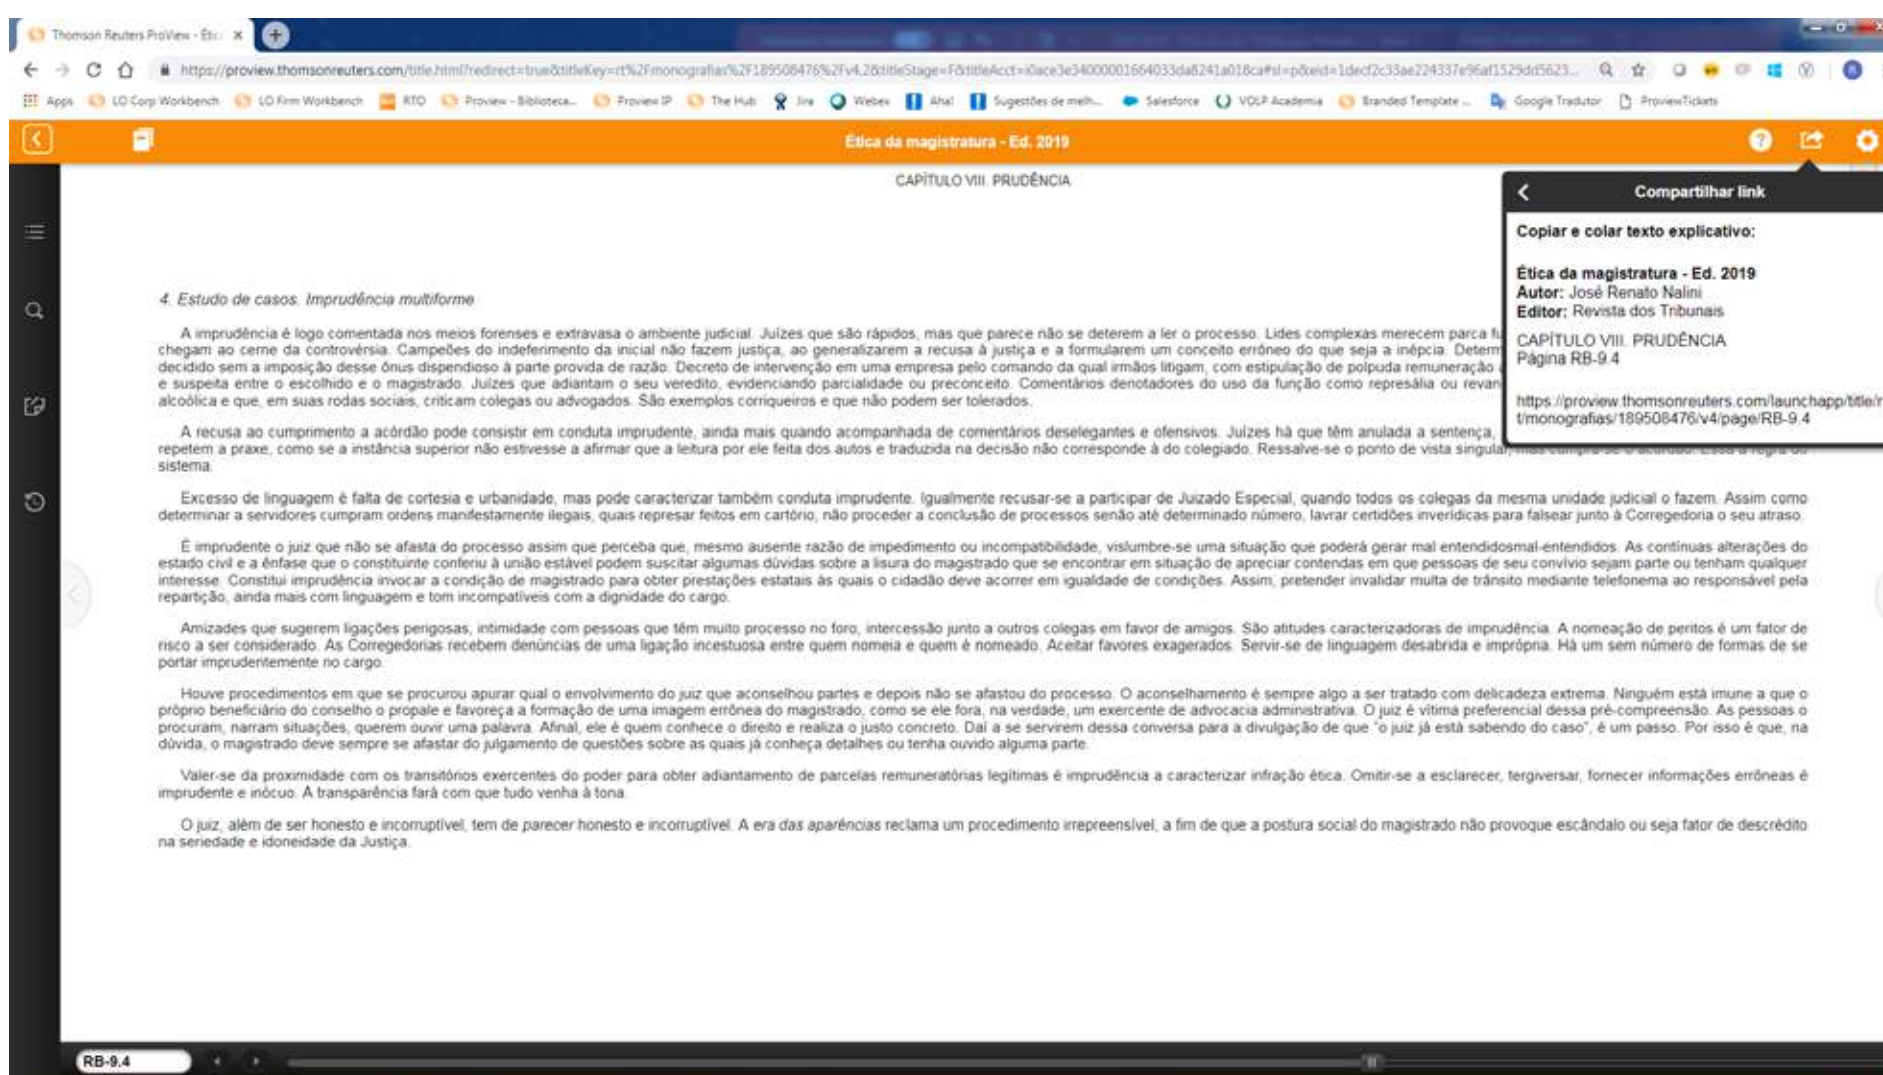 Thomson Reuters ProView - Étic
https://proview.thomsonreuters.com/title.html?redirect=true&titleKey=rt%2Fmonografias%2F189508476%2Fv4.2&titleStage=F&titleAcct=
Apps LO Corp Workbench LO Firm Workbench RTO Proview - Biblioteca... Proview IP The Hub Jira Webex Aha! Sugestões de melh... Salesforce VOLP Academia Branded Template ... Google Tradutor ProviewTickets
Ética da magistratura - Ed. 2019
CAPÍTULO VIII. PRUDÊNCIA
Compartilhar link
Copiar e colar texto explicativo:
Ética da magistratura - Ed. 2019
Autor: José Renato Nalini
Editor: Revista dos Tribunais
CAPÍTULO VIII. PRUDÊNCIA
Página RB-9.4
https://proview.thomsonreuters.com/launchapp/title/r
t/monografias/189508476/v4/page/RB-9.4
4. Estudo de casos. Imprudência multiforme
A imprudência é logo comentada nos meios forenses e extravasa o ambiente judicial. Juízes que são rápidos, mas que parece não se deterem a ler o processo. Lides complexas merecem parca
chegam ao cerne da controvérsia. Campeões do indeferimento da inicial não fazem justiça, ao generalizarem a recusa à justiça e a formularem um conceito errôneo do que seja a inépcia.
decidido sem a imposição desse ônus dispendioso à parte provida de razão. Decreto de intervenção em uma empresa pelo comando da qual irmãos litigam, com estipulação de polpuda remuneração
e suspeita entre o escolhido e o magistrado. Juízes que adiantam o seu veredito, evidenciando parcialidade ou preconceito. Comentários denotadores do uso da função como represália ou
alcoólica e que, em suas rodas sociais, criticam colegas ou advogados. São exemplos corriqueiros e que não podem ser tolerados.
A recusa ao cumprimento a acórdão pode consistir em conduta imprudente, ainda mais quando acompanhada de comentários deselegantes e ofensivos. Juízes há que têm anulada a sentença,
repetem a praxe, como se a instância superior não estivesse a afirmar que a leitura por ele feita dos autos e traduzida na decisão não corresponde à do colegiado. Ressalve-se o ponto de vista singular, mas cumpra-se o acórdão. Essa a regra do
sistema.
Excesso de linguagem é falta de cortesia e urbanidade, mas pode caracterizar também conduta imprudente. Igualmente recusar-se a participar de Juizado Especial, quando todos os colegas da mesma unidade judicial o fazem. Assim como
determinar a servidores cumpram ordens manifestamente ilegais, quais represar feitos em cartório, não proceder a conclusão de processos senão até determinado número, lavrar certidões inverídicas para falsear junto à Corregedoria o seu atraso.
É imprudente o juiz que não se afasta do processo assim que perceba que, mesmo ausente razão de impedimento ou incompatibilidade, vislumbre-se uma situação que poderá gerar mal entendidosmal-entendidos. As contínuas alterações do
estado civil e a ênfase que o constituinte conferiu à união estável podem suscitar algumas dúvidas sobre a lisura do magistrado que se encontrar em situação de apreciar contendas em que pessoas de seu convívio sejam parte ou tenham qualquer
interesse. Constitui imprudência invocar a condição de magistrado para obter prestações estatais às quais o cidadão deve acorrer em igualdade de condições. Assim, pretender invalidar multa de trânsito mediante telefonema ao responsável pela
repartição, ainda mais com linguagem e tom incompatíveis com a dignidade do cargo.
Amizades que sugerem ligações perigosas, intimidade com pessoas que têm muito processo no foro, intercessão junto a outros colegas em favor de amigos. São atitudes caracterizadoras de imprudência. A nomeação de peritos é um fator de
risco a ser considerado. As Corregedorias recebem denúncias de uma ligação incestuosa entre quem nomeia e quem é nomeado. Aceitar favores exagerados. Servir-se de linguagem desabrida e imprópria. Há um sem número de formas de se
portar imprudentemente no cargo.
Houve procedimentos em que se procurou apurar qual o envolvimento do juiz que aconselhou partes e depois não se afastou do processo. O aconselhamento é sempre algo a ser tratado com delicadeza extrema. Ninguém está imune a que o
próprio beneficiário do conselho o propale e favoreça a formação de uma imagem errônea do magistrado, como se ele fora, na verdade, um exercente de advocacia administrativa. O juiz é vítima preferencial dessa pré-compreensão. As pessoas o
procuram, narram situações, querem ouvir uma palavra. Afinal, ele é quem conhece o direito e realiza o justo concreto. Daí a se servirem dessa conversa para a divulgação de que "o juiz já está sabendo do caso", é um passo. Por isso é que, na
dúvida, o magistrado deve sempre se afastar do julgamento de questões sobre as quais já conheça detalhes ou tenha ouvido alguma parte.
Valer-se da proximidade com os transitórios exercentes do poder para obter adiantamento de parcelas remuneratórias legítimas é imprudência a caracterizar infração ética. Omitir-se a esclarecer, tergiversar, fornecer informações errôneas é
imprudente e inócuo. A transparência fará com que tudo venha à tona.
O juiz, além de ser honesto e incorruptível, tem de parecer honesto e incorruptível. A era das aparências reclama um procedimento irrepreensível, a fim de que a postura social do magistrado não provoque escândalo ou seja fator de descrédito
na seriedade e idoneidade da Justiça.
RB-9.4